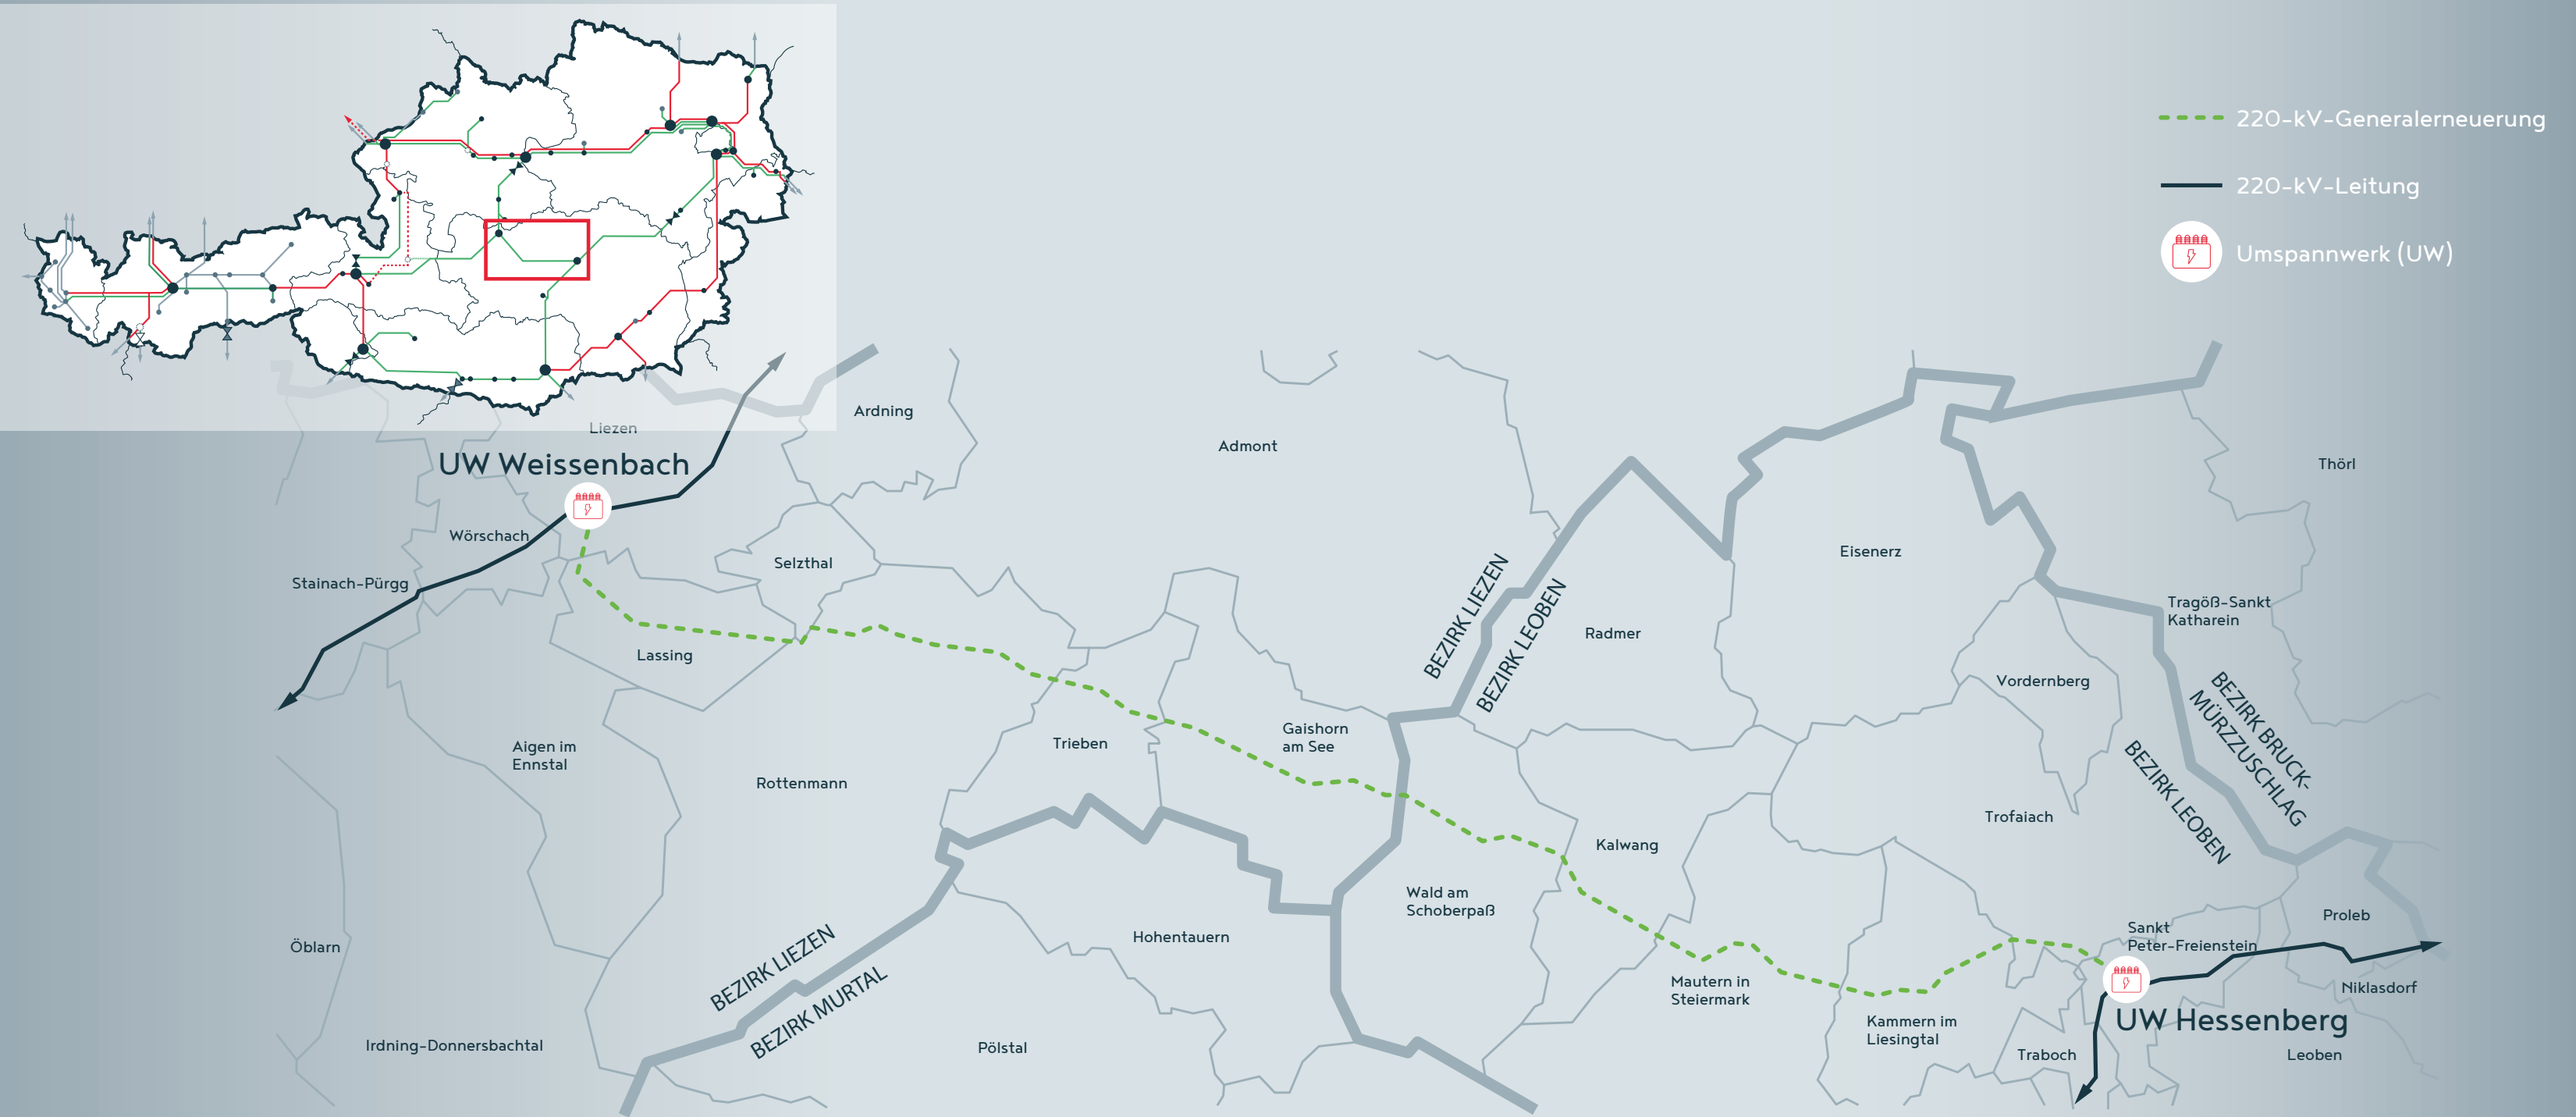 220-kV-Generalerneuerung
220-kV-Leitung
Umspannwerk (UW)
Liezen
Ardning
Admont
UW Weissenbach
Thörl
Wörschach
Selzthal
Eisenerz
Stainach-Pürgg
BEZIRK LIEZEN
BEZIRK LEOBEN
Radmer
Tragöß-Sankt
Katharein
Lassing
Vordernberg
BEZIRK BRUCK-
MÜRZZUSCHLAG
BEZIRK LEOBEN
Aigen im
Ennstal
Trieben
Gaishorn
am See
Rottenmann
Trofaiach
Kalwang
Wald am
Schoberpaß
Öblarn
BEZIRK LIEZEN
BEZIRK MURTAL
Hohentauern
Sankt
Peter-Freienstein
Proleb
Mautern in
Steiermark
Niklasdorf
UW Hessenberg
Irdning-Donnersbachtal
Pölstal
Kammern im
Liesingtal
Traboch
Leoben